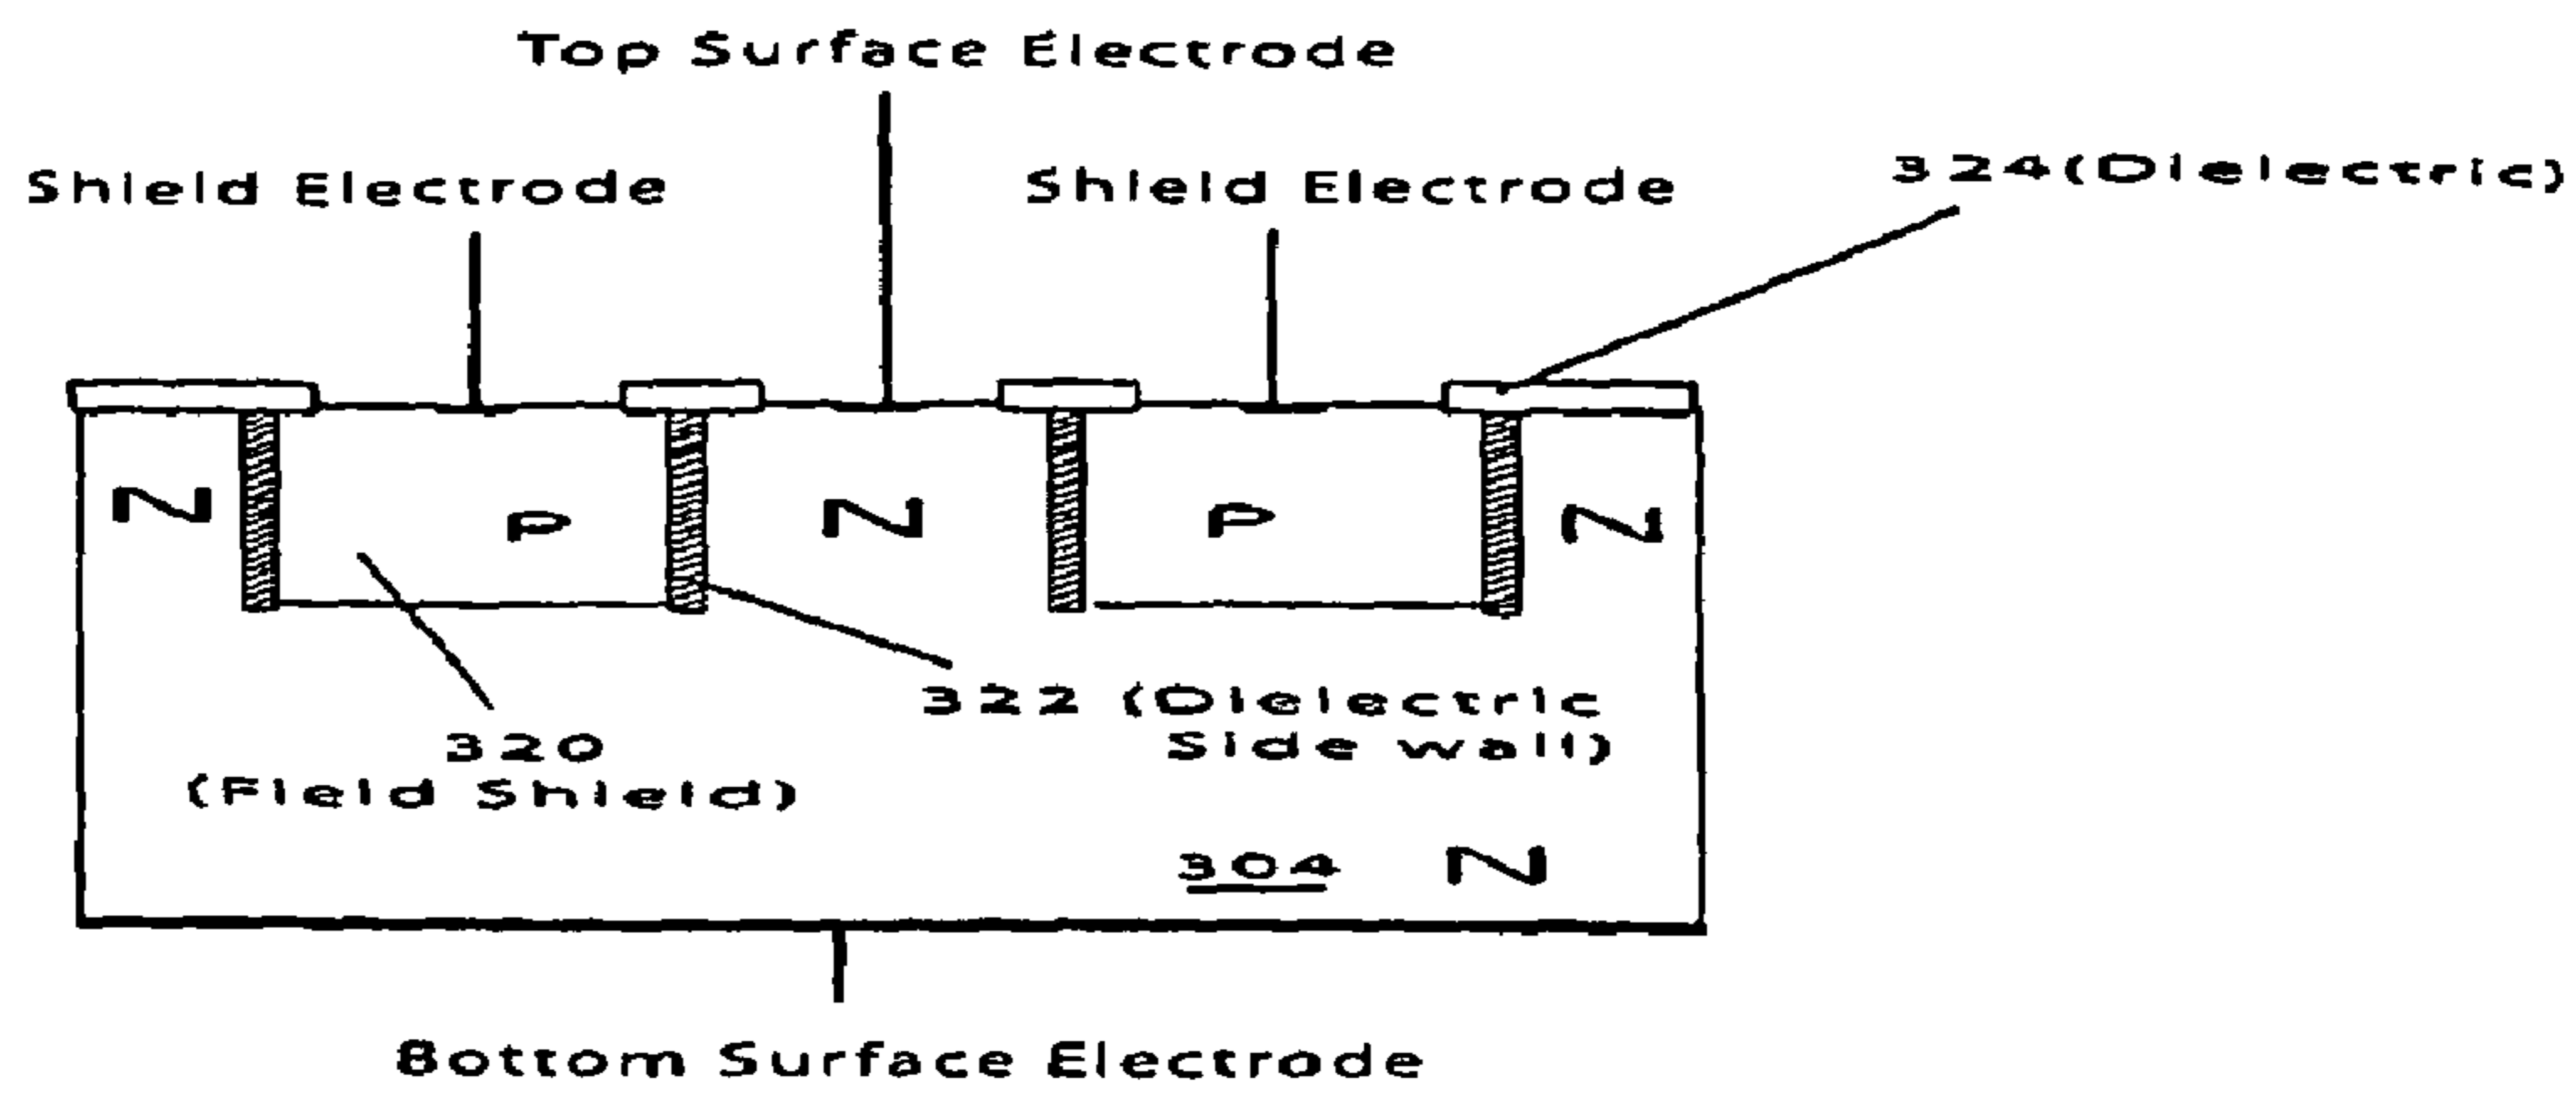 Top Surface Electrode
Shield Electrode
Shield Electrode
324(Dielectric)
N
P
N
P
N
322 (Dielectric
Side wall)
320
(Field Shield)
304
N
Bottom Surface Electrode